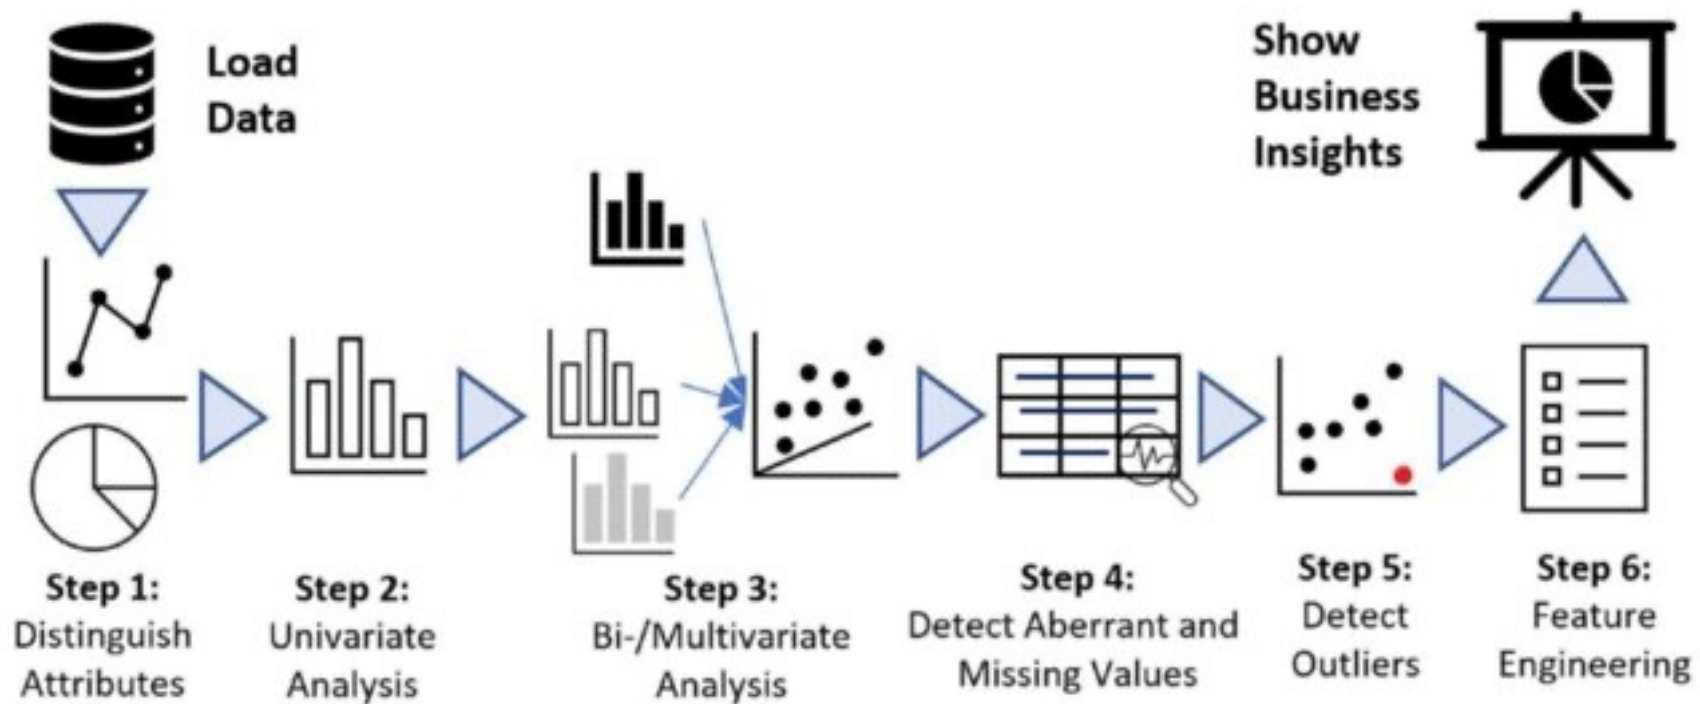 Load
Data
Show
Business
Insights
Step 1:
Distinguish
Attributes
Step 2:
Univariate
Analysis
Step 3:
Bi-/Multivariate
Analysis
Step 4:
Detect Aberrant and
Missing Values
Step 5:
Detect
Outliers
Step 6:
Feature
Engineering